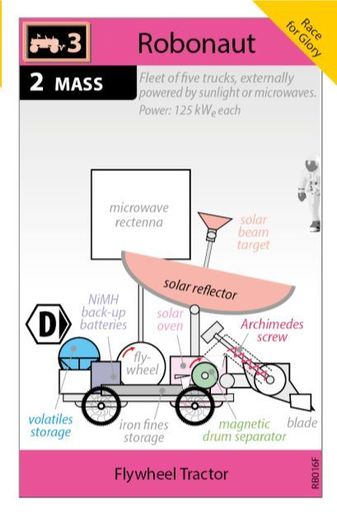 Race
for Glory
3
Robonaut
2 MASS
Fleet of five trucks, externally
powered by sunlight or microwaves.
Power: 125 kWe each
microwave
rectenna
solar
beam
target
solar reflector
NiMH
back-up
batteries
solar
oven
Archimedes
screw
D
fly-
wheel
volatiles
storage
iron fines
storage
magnetic
drum separator
blade
Flywheel Tractor
RB016F